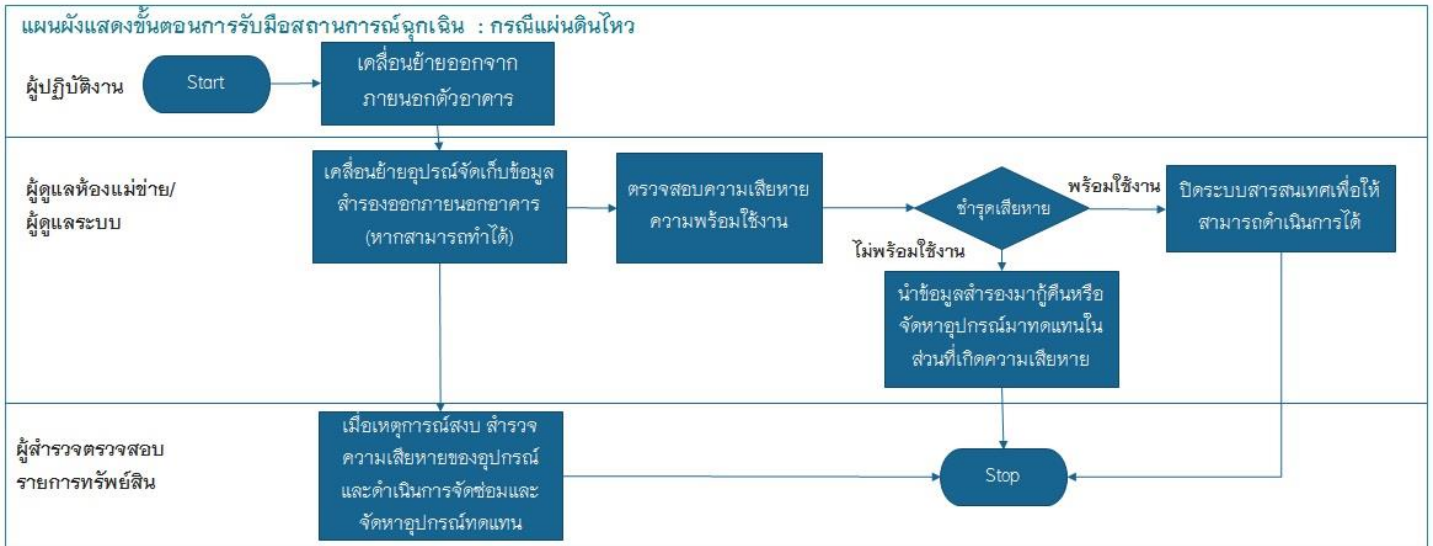 แผนผังแสดงขั้นตอนการรับมือสถานการณ์ฉุกเฉิน : กรณีแผ่นดินไหว
ผู้ปฏิบัติงาน
Start
เคลื่อนย้ายออกจาก
ภายนอกตัวอาคาร
ผู้ดูแลห้องแม่ข่าย/
ผู้ดูแลระบบ
เคลื่อนย้ายอุปรณ์จัดเก็บข้อมูล
สำรองออกภายนอกอาคาร
(หากสามารถทำได้)
ตรวจสอบความเสียหาย
ความพร้อมใช้งาน
ชำรุดเสียหาย
พร้อมใช้งาน
ปิดระบบสารสนเทศเพื่อให้
สามารถดำเนินการได้
ไม่พร้อมใช้งาน
นำข้อมูลสำรองมากู้คืนหรือ
จัดหาอุปกรณ์มาทดแทนใน
ส่วนที่เกิดความเสียหาย
ผู้สำรวจตรวจสอบ
รายการทรัพย์สิน
เมื่อเหตุการณ์สงบ สำรวจ
ความเสียหายของอุปกรณ์
และดำเนินการจัดซ่อมและ
จัดหาอุปกรณ์ทดแทน
Stop